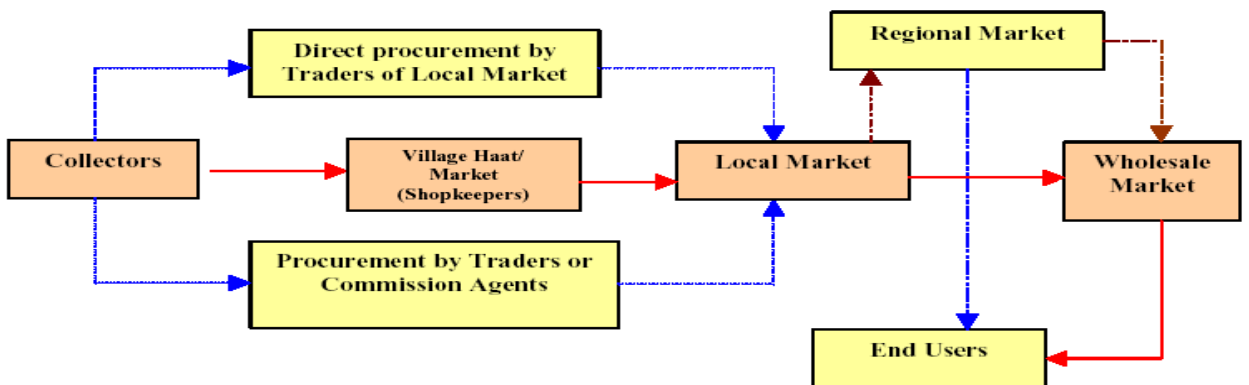 Direct procurement by
Traders of Local Market
Regional Market
Collectors
Village Haat/
Market
(Shopkeepers)
Local Market
Wholesale
Market
Procurement by Traders or
Commission Agents
End Users